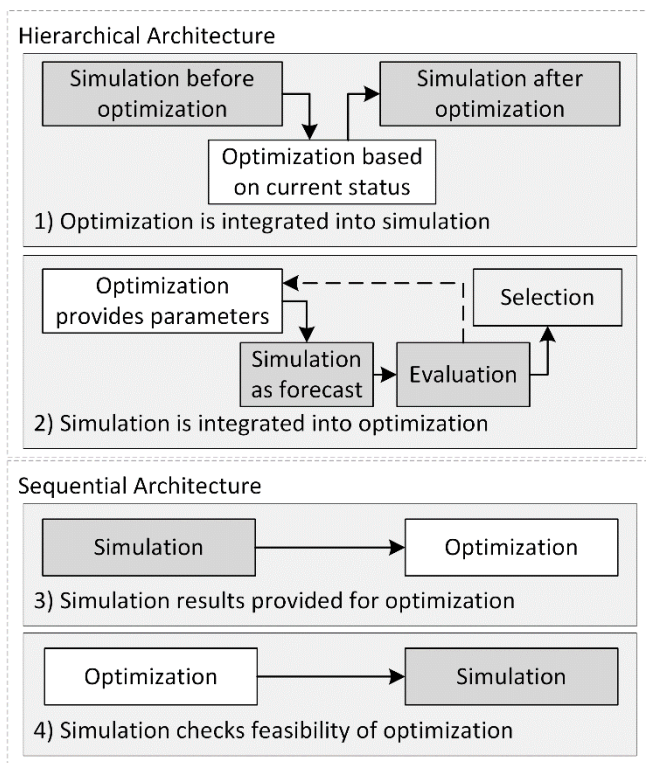 Hierarchical Architecture
Simulation before
optimization
Simulation after
optimization
Optimization based
on current status
1) Optimization is integrated into simulation
Optimization
provides parameters
Selection
Simulation
as forecast
Evaluation
2) Simulation is integrated into optimization
Sequential Architecture
Simulation
Optimization
3) Simulation results provided for optimization
Optimization
Simulation
4) Simulation checks feasibility of optimization